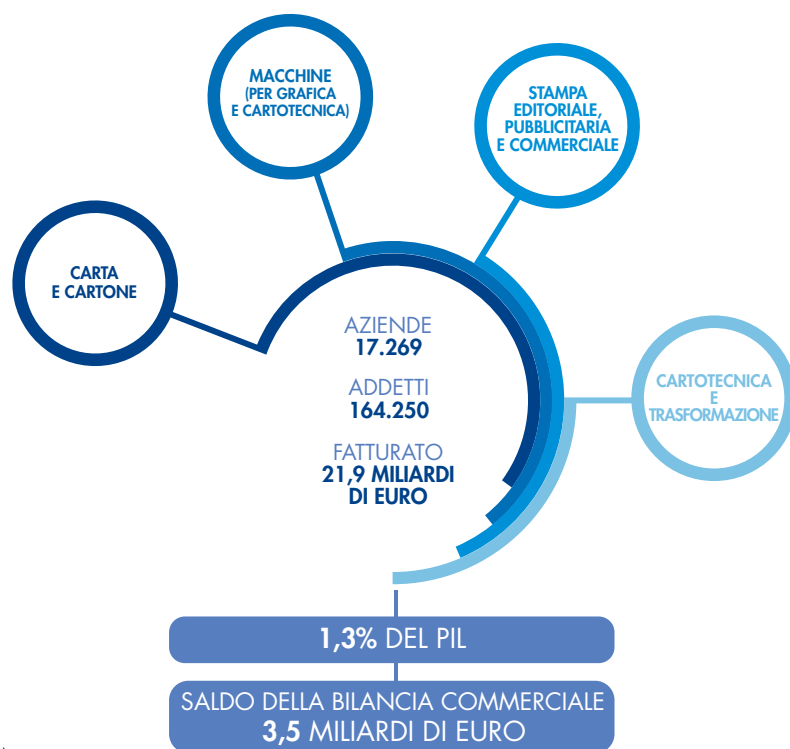 MACCHINE
(PER GRAFICA
E CARTOTECNICA)
STAMPA
EDITORIALE,
PUBBLICITARIA
E COMMERCIALE
CARTA
E CARTONE
AZIENDE
17.269
ADDETTI
164.250
FATTURATO
21,9 MILIARDI
DI EURO
CARTOTECNICA
E
TRASFORMAZIONE
1,3% DEL PIL
SALDO DELLA BILANCIA COMMERCIALE
3,5 MILIARDI DI EURO